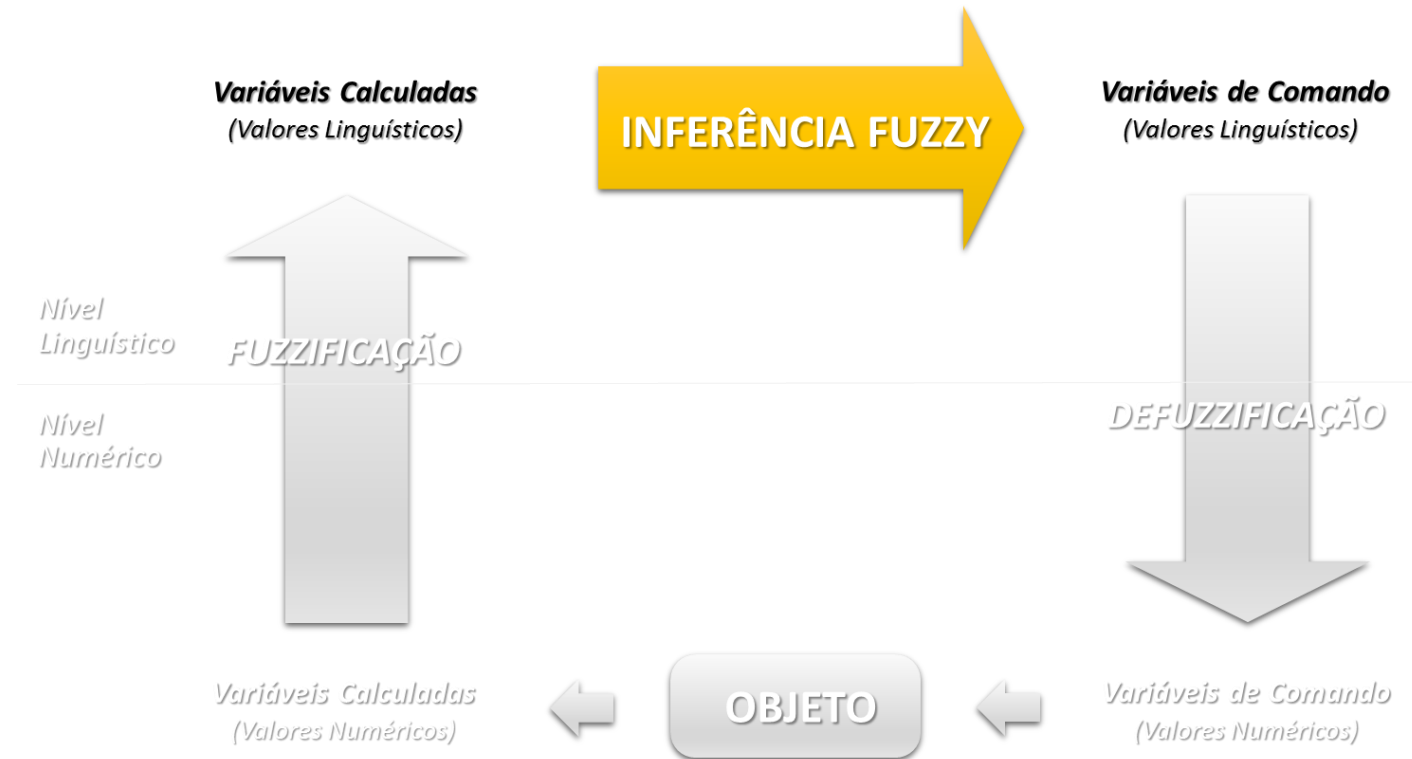 Variáveis Calculadas
(Valores Linguísticos)
INFERÊNCIA FUZZY
Variáveis de Comando
(Valores Linguísticos)
Nível
Linguístico
FUZZIFICAÇÃO
Nível
Numérico
DEFUZZIFICAÇÃO
Variáveis Calculadas
(Valores Numéricos)
OBJETO
Variáveis de Comando
(Valores Numéricos)